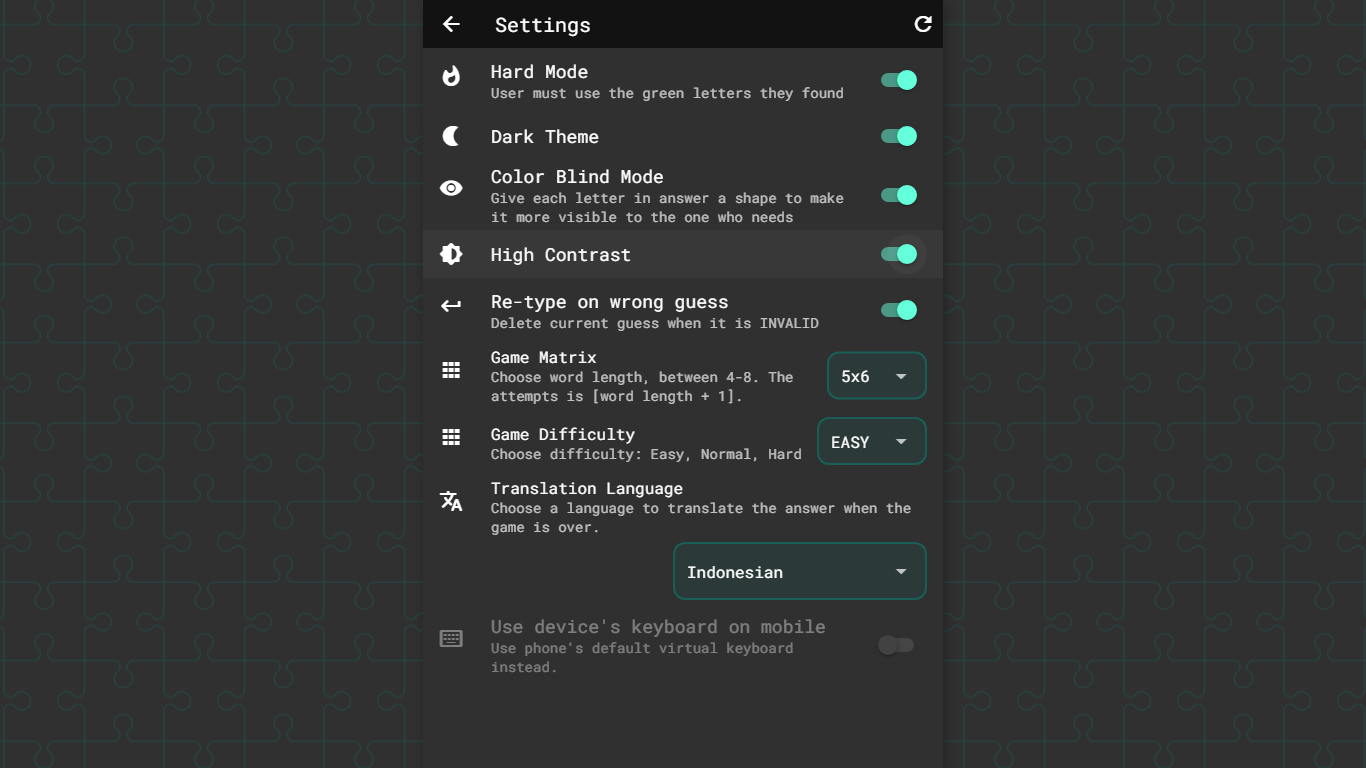 Settings
Hard Mode
User must use the green letters they found
Dark Theme
Color Blind Mode
Give each letter in answer a shape to make
it more visible to the one who needs
High Contrast
Re-type on wrong guess
Delete current guess when it is INVALID
Game Matrix
Choose word length, between 4-8. The
attempts is [word length + 1].
5x6
Game Difficulty
Choose difficulty: Easy, Normal, Hard
EASY
Translation Language
Choose a language to translate the answer when the
game is over.
Indonesian
Use device's keyboard on mobile
Use phone's default virtual keyboard
instead.